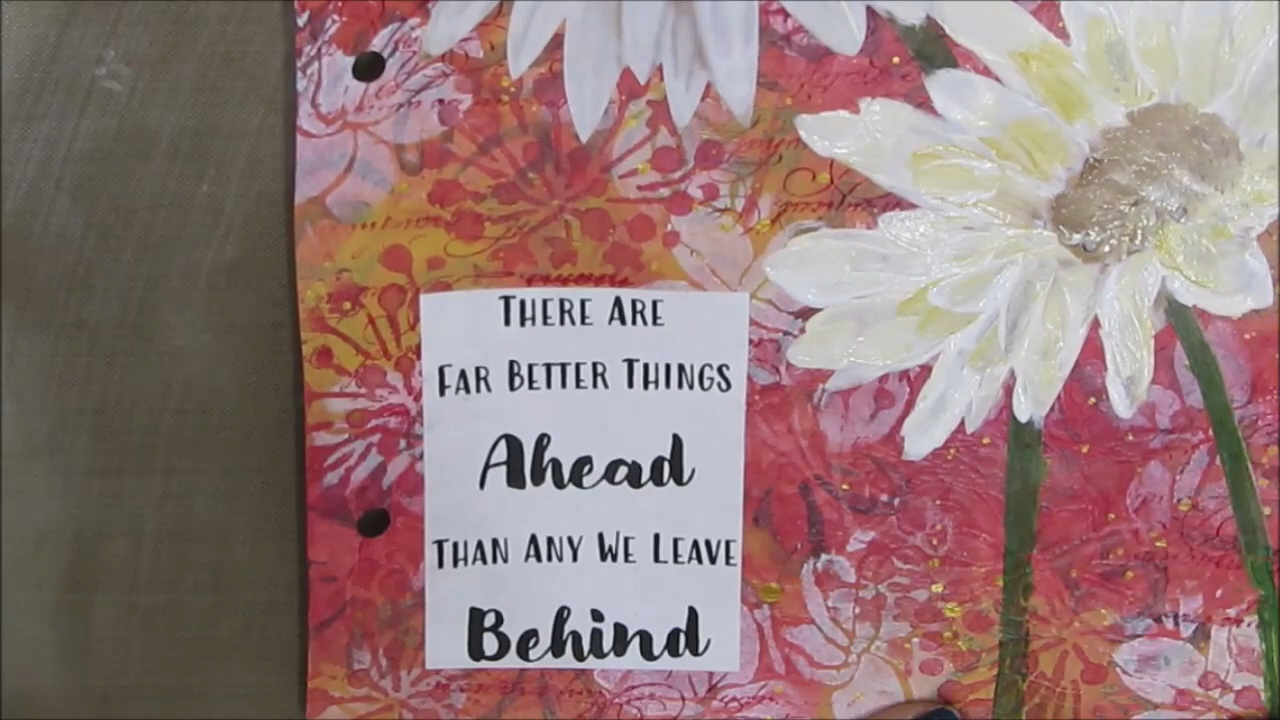 There Are
Far Better Things
Ahead
Than Any We Leave
Behind